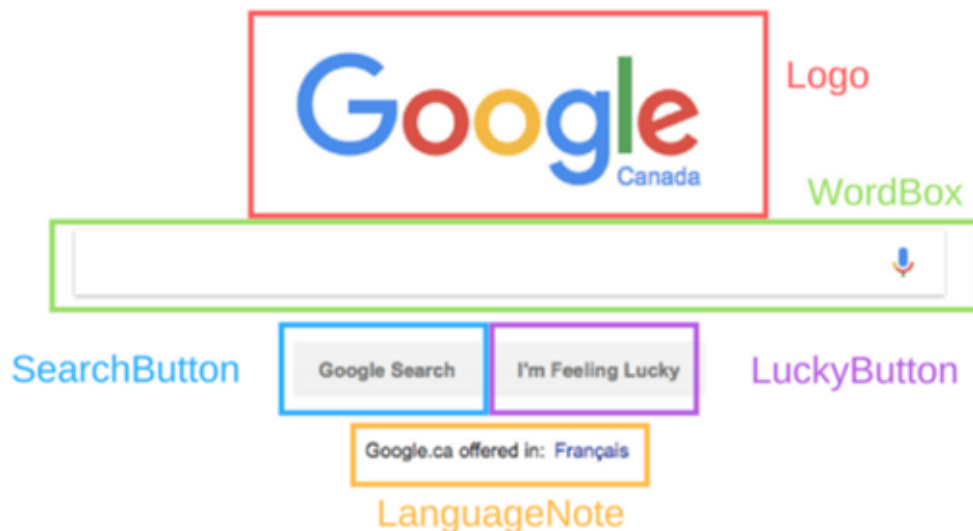 Google
Logo
Canada
WordBox
SearchButton
Google Search
I'm Feeling Lucky
LuckyButton
Google.ca offered in: Français
LanguageNote